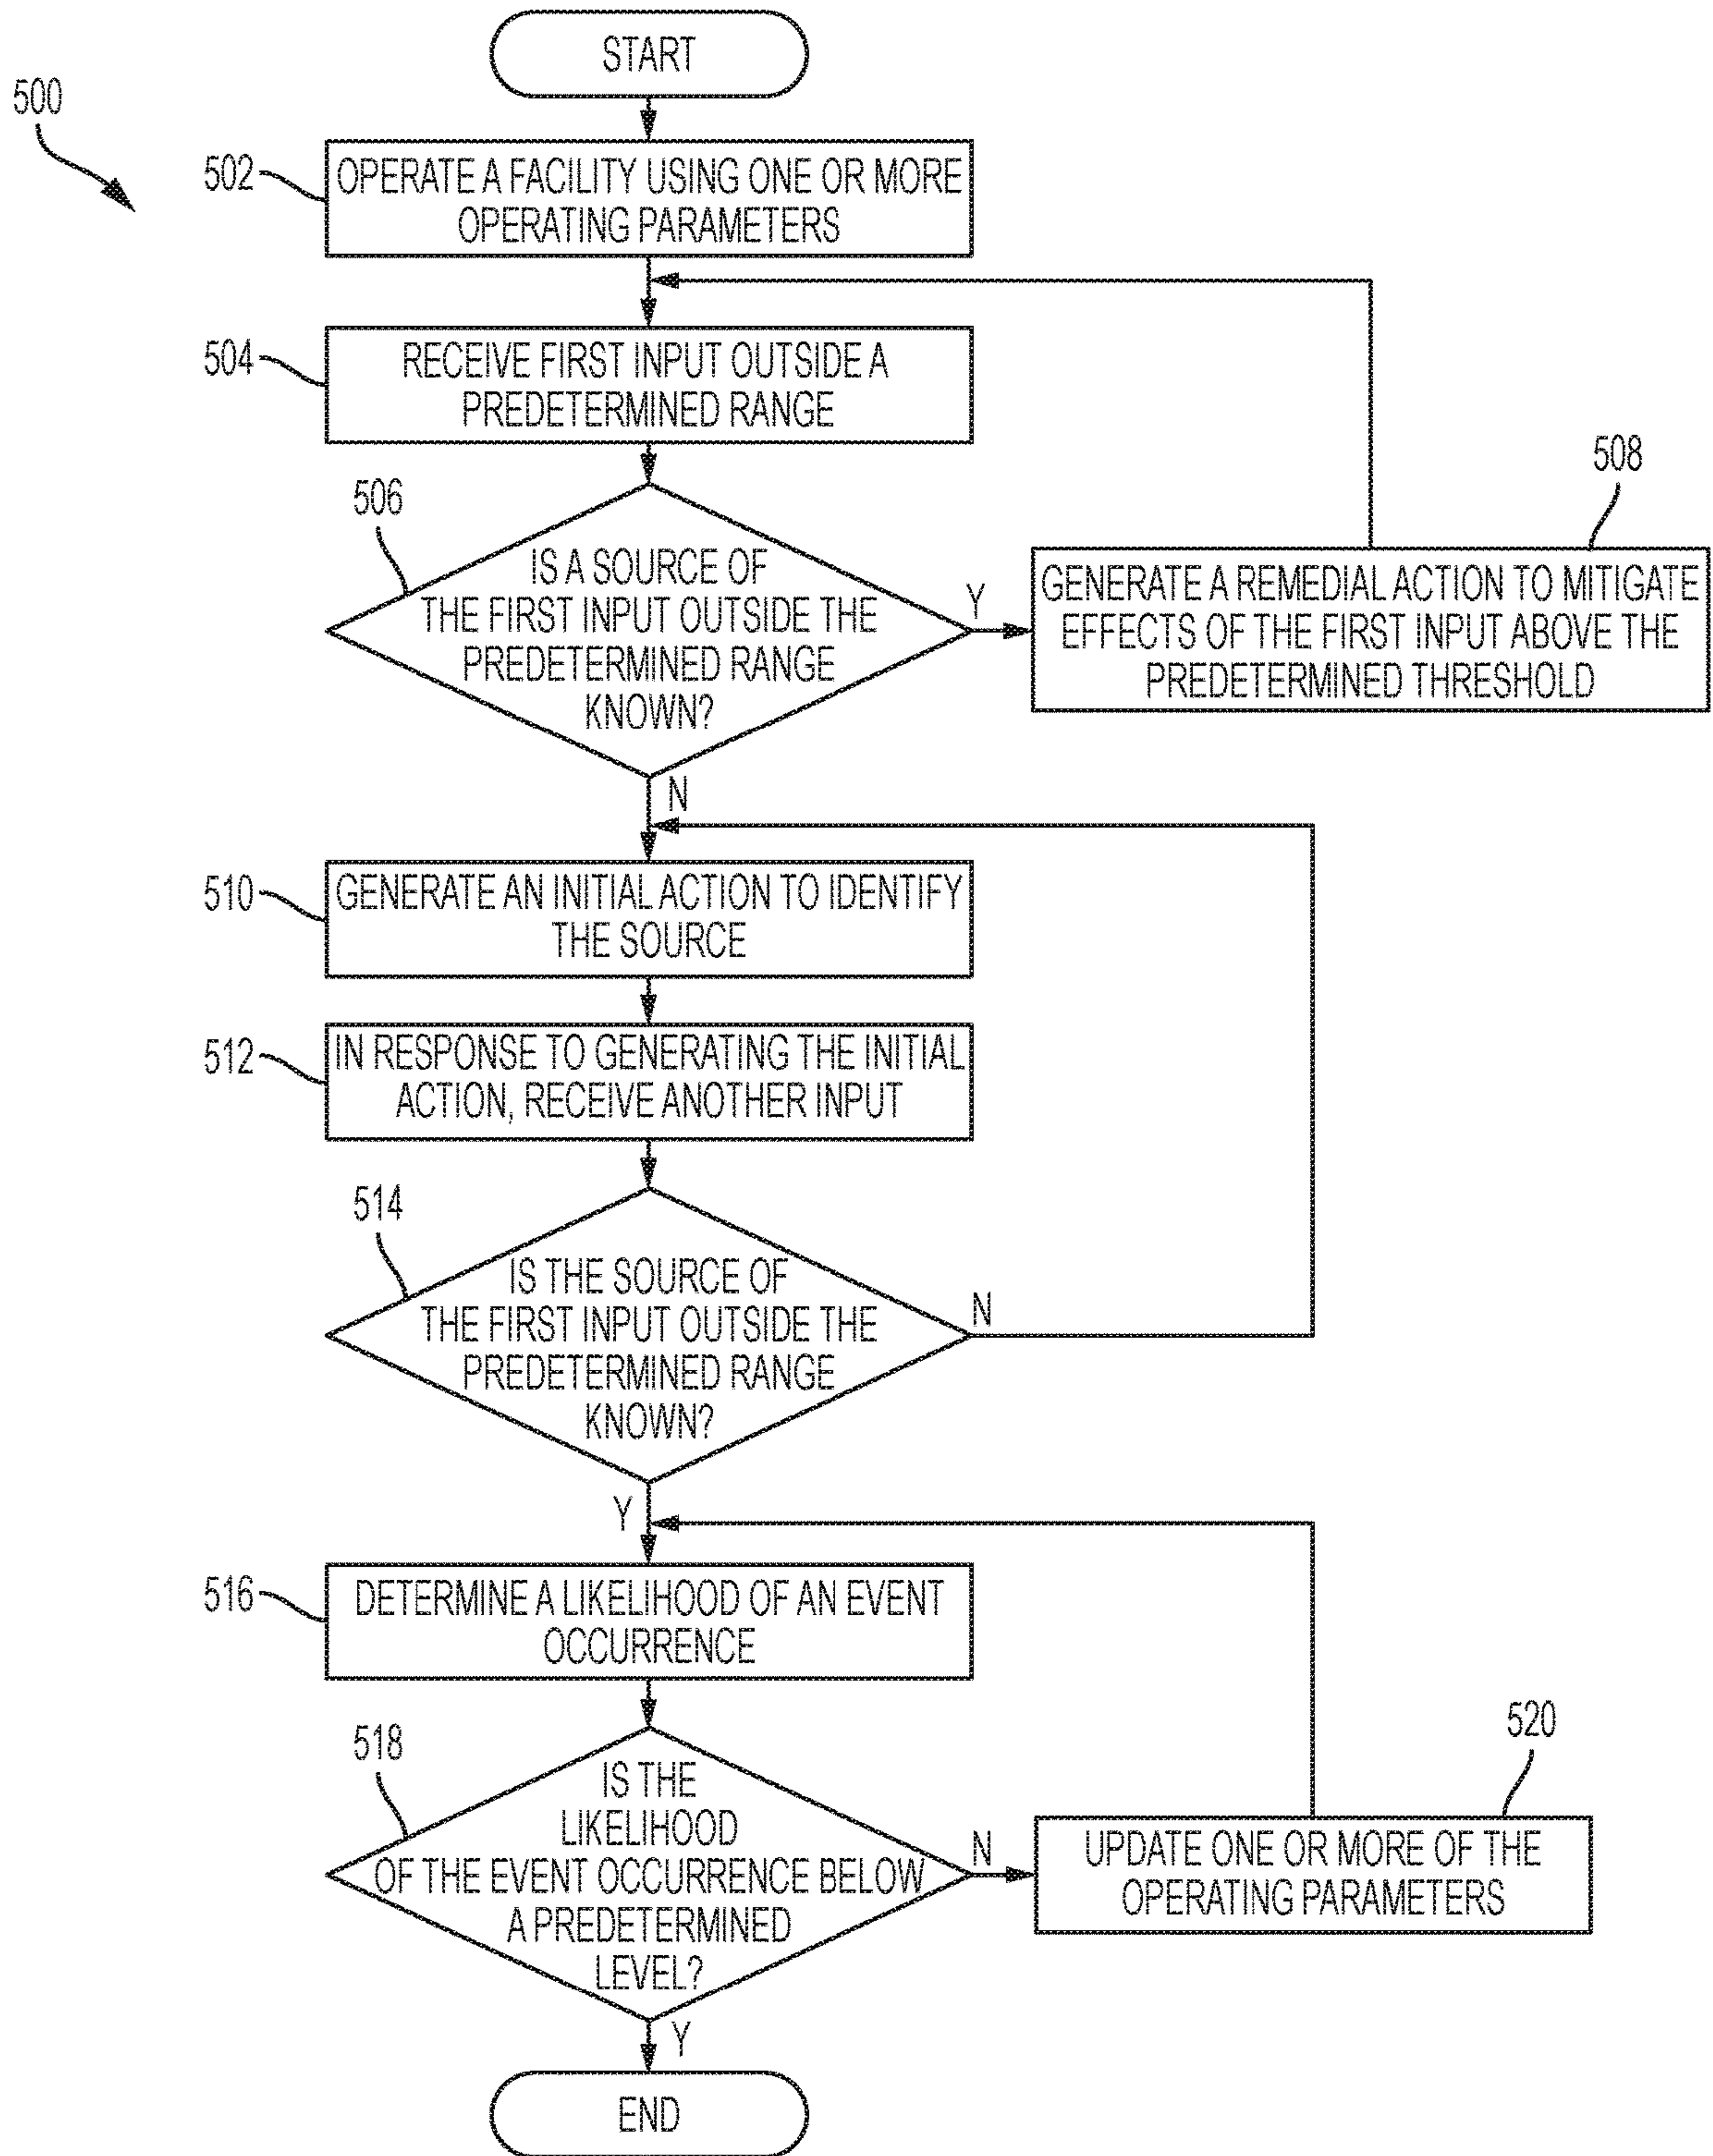 START
500
502
OPERATE A FACILITY USING ONE OR MORE
OPERATING PARAMETERS
504
RECEIVE FIRST INPUT OUTSIDE A
PREDETERMINED RANGE
506
IS A SOURCE OF
THE FIRST INPUT OUTSIDE THE
PREDETERMINED RANGE
KNOWN?
Y
508
GENERATE A REMEDIAL ACTION TO MITIGATE
EFFECTS OF THE FIRST INPUT ABOVE THE
PREDETERMINED THRESHOLD
N
510
GENERATE AN INITIAL ACTION TO IDENTIFY
THE SOURCE
512
IN RESPONSE TO GENERATING THE INITIAL
ACTION, RECEIVE ANOTHER INPUT
514
IS THE SOURCE OF
THE FIRST INPUT OUTSIDE THE
PREDETERMINED RANGE
KNOWN?
N
Y
516
DETERMINE A LIKELIHOOD OF AN EVENT
OCCURRENCE
518
IS THE
LIKELIHOOD
OF THE EVENT OCCURRENCE BELOW
A PREDETERMINED
LEVEL?
N
520
UPDATE ONE OR MORE OF THE
OPERATING PARAMETERS
Y
END